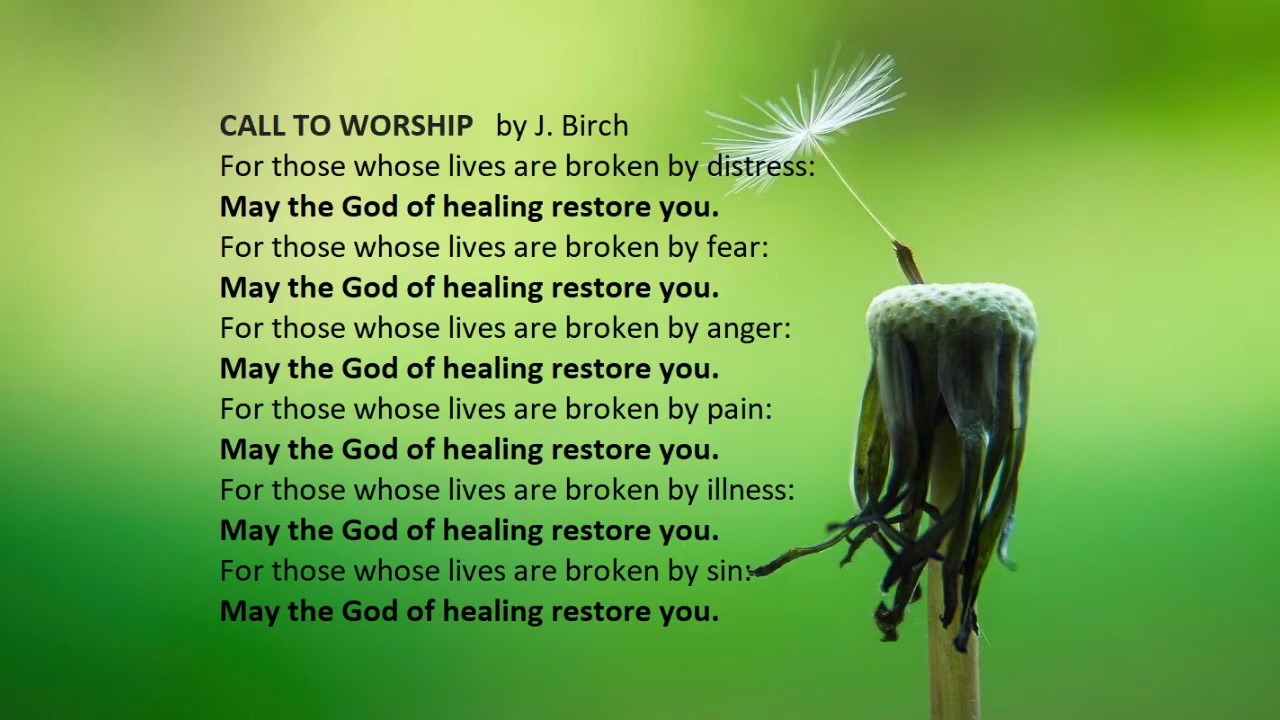 CALL TO WORSHIP by J. Birch
For those whose lives are broken by distress:
May the God of healing restore you.
For those whose lives are broken by fear:
May the God of healing restore you.
For those whose lives are broken by anger:
May the God of healing restore you.
For those whose lives are broken by pain:
May the God of healing restore you.
For those whose lives are broken by illness:
May the God of healing restore you.
For those whose lives are broken by sin:
May the God of healing restore you.